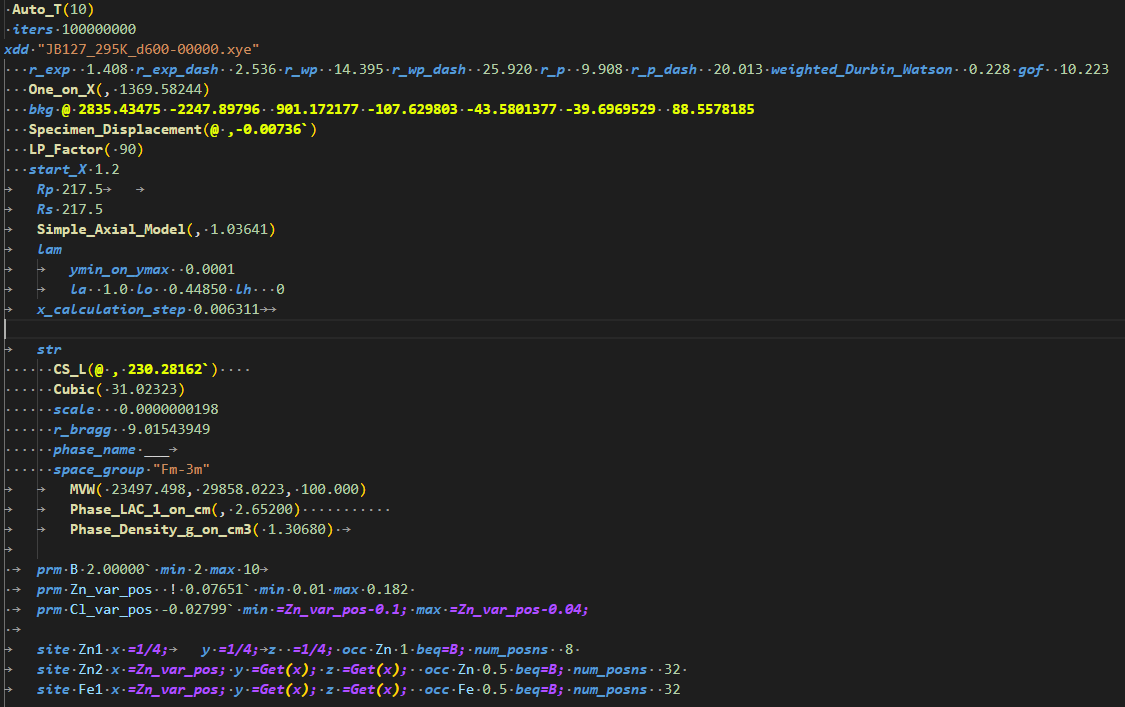 Auto_T(10)
iters 100000000
xdd "JB127_295K_d600-00000.xye"
r_exp 1.408 r_exp_dash 2.536 r_wp 14.395 r_wp_dash 25.920 r_p 9.908 r_p_dash 20.013 weighted_Durbin_Watson 0.228 gof 10.223
One_on_X(, 1369.58244)
bkg @ 2835.43475 -2247.89796 901.172177 -107.629803 -43.5801377 -39.6969529 88.5578185
Specimen_Displacement(@ ,-0.00736`)
LP_Factor( 90)
start_X 1.2
Rp 217.5
Rs 217.5
Simple_Axial_Model(, 1.03641)
lam
ymin_on_ymax 0.0001
la 1.0 lo 0.44850 lh 0
x_calculation_step 0.006311
str
CS_L(@ , 230.28162`)
Cubic( 31.02323)
scale 0.0000000198
r_bragg 9.01543949
phase_name ___
space_group "Fm-3m"
MVW( 23497.498, 29858.0223, 100.000)
Phase_LAC_1_on_cm(, 2.65200)
Phase_Density_g_on_cm3( 1.30680)
prm B 2.00000` min 2 max 10
prm Zn_var_pos ! 0.07651` min 0.01 max 0.182
prm Cl_var_pos -0.02799` min =Zn_var_pos-0.1; max =Zn_var_pos-0.04;
site Zn1 x =1/4; y =1/4; z =1/4; occ Zn 1 beq=B; num_posns 8
site Zn2 x =Zn_var_pos; y =Get(x); z =Get(x); occ Zn 0.5 beq=B; num_posns 32
site Fe1 x =Zn_var_pos; y =Get(x); z =Get(x); occ Fe 0.5 beq=B; num_posns 32